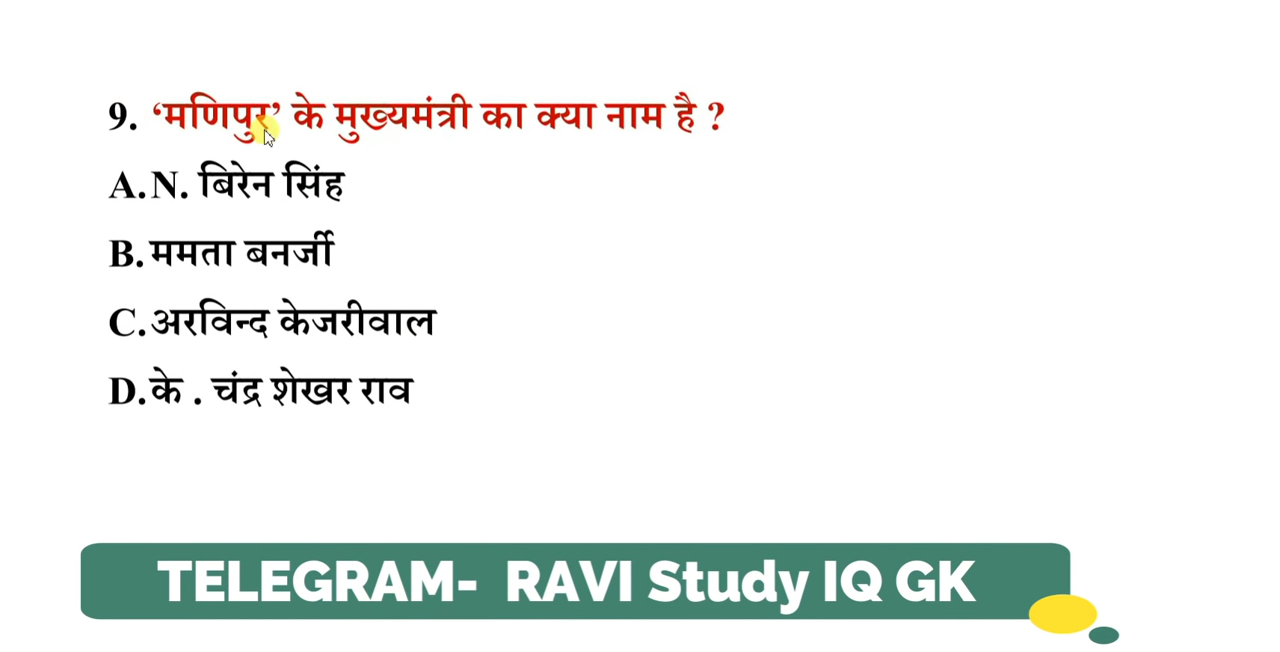 9. ‘मणिपुर’ के मुख्यमंत्री का क्या नाम है ?
A. N. बिरेन सिंह
B. ममता बनर्जी
C. अरविन्द केजरीवाल
D. के . चंद्र शेखर राव
TELEGRAM- RAVI Study IQ GK